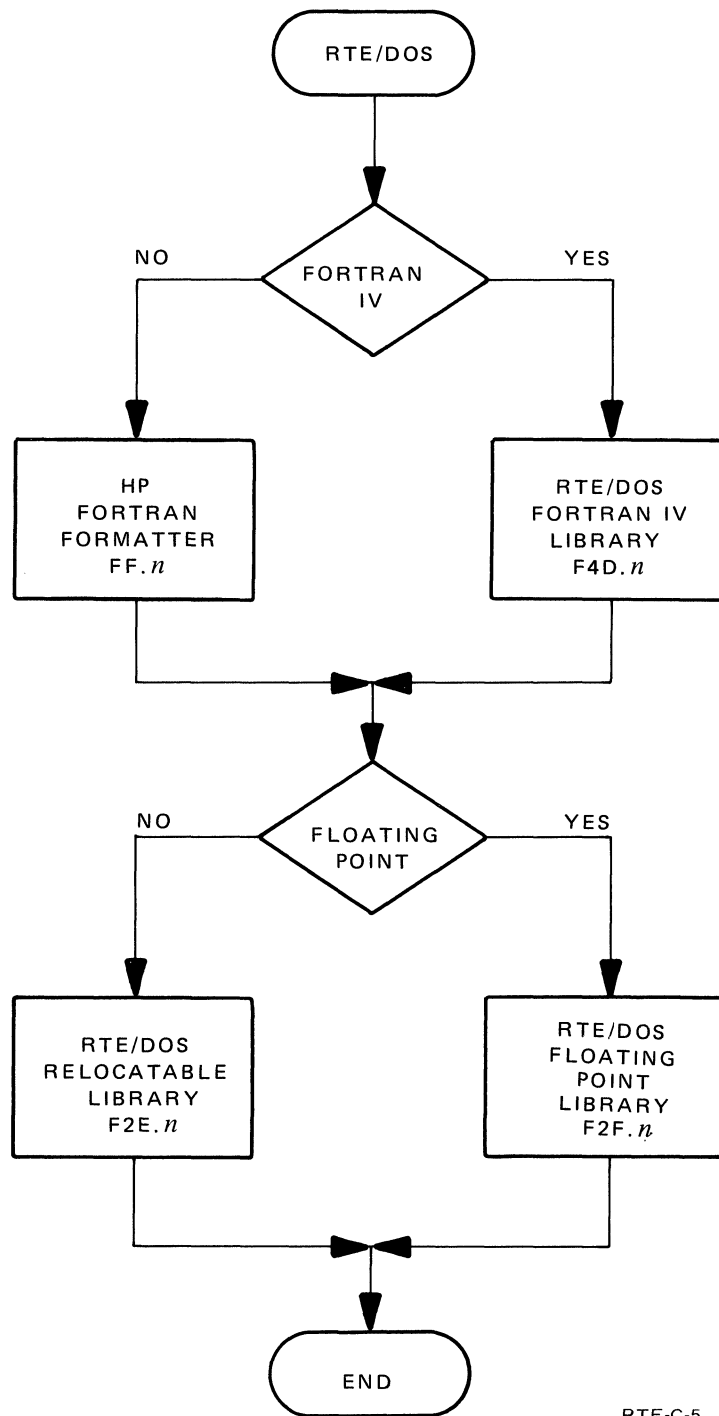 RTE/DOS
NO
YES
FORTRAN
IV
HP
FORTRAN
FORMATTER
FF.n
RTE/DOS
FORTRAN IV
LIBRARY
F4D.n
NO
YES
FLOATING
POINT
RTE/DOS
RELOCATABLE
LIBRARY
F2E.n
RTE/DOS
FLOATING
POINT
LIBRARY
F2F.n
END
RTE-C-5